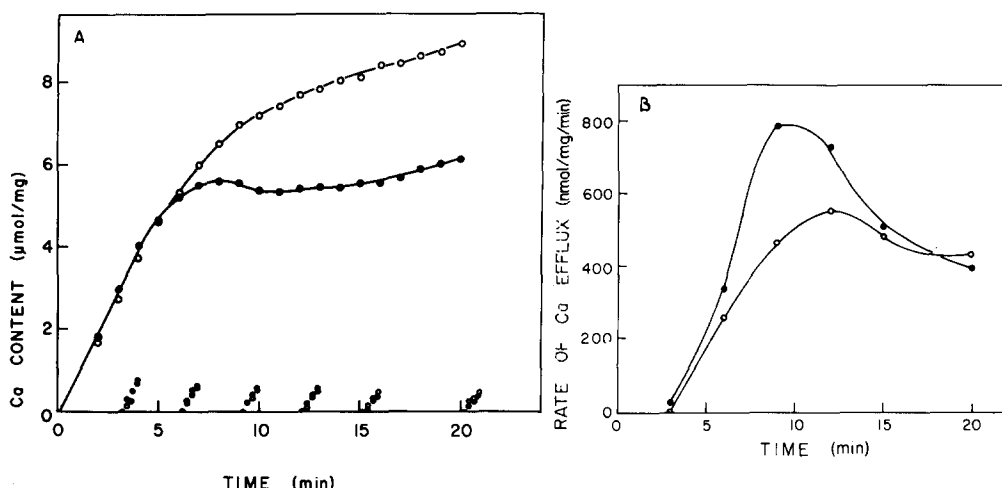 A
Ca CONTENT (µmol/mg)
8
6
4
2
0
0 5 10 15 20
TIME (min)
B
RATE OF Ca EFFLUX (nmol/mg/min)
800
600
400
200
0
0 5 10 15 20
TIME (min)